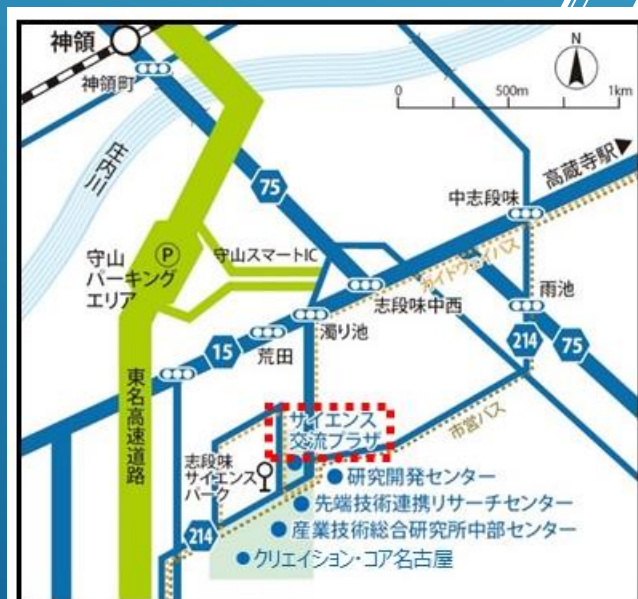 神領
神領町
N
0 500m 1km
庄内川
75
高蔵寺駅
中志段味
守山
パーキング
エリア
P
守山スマートIC
ガイドウェイバス
志段味中西
雨池
濁り池
15
荒田
214
75
東名高速道路
サイエンス
交流プラザ
市営バス
志段味
サイエンス
パーク
研究開発センター
先端技術連携リサーチセンター
産業技術総合研究所中部センター
214
クリエイション・コア名古屋